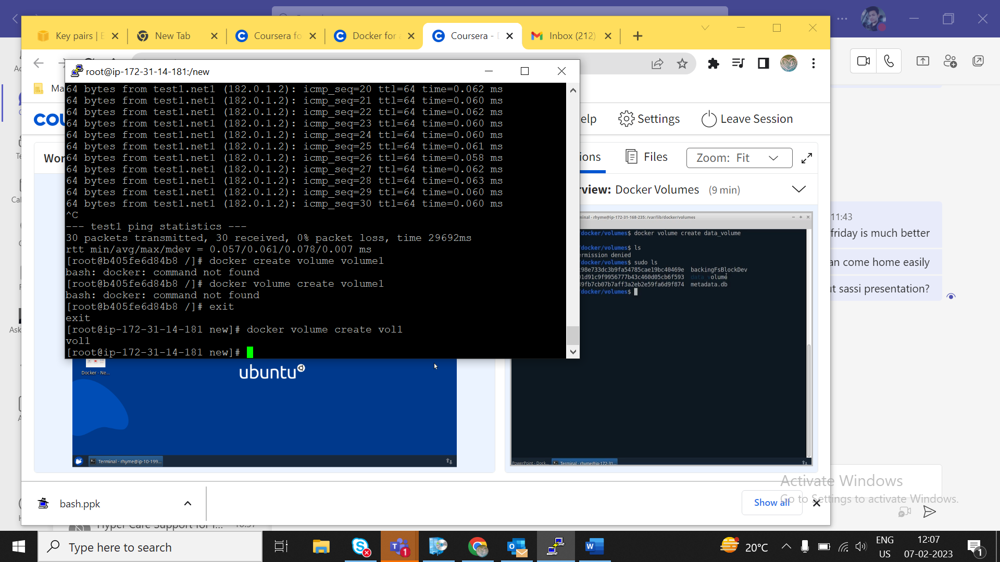 Key pairs | E
New Tab
Coursera fo
Docker for a
Coursera - D
Inbox (212)
root@ip-172-31-14-181:/new
64 bytes from test1.net1 (182.0.1.2): icmp_seq=20 ttl=64 time=0.062 ms
64 bytes from test1.net1 (182.0.1.2): icmp_seq=21 ttl=64 time=0.060 ms
64 bytes from test1.net1 (182.0.1.2): icmp_seq=22 ttl=64 time=0.062 ms
64 bytes from test1.net1 (182.0.1.2): icmp_seq=23 ttl=64 time=0.060 ms
64 bytes from test1.net1 (182.0.1.2): icmp_seq=24 ttl=64 time=0.060 ms
64 bytes from test1.net1 (182.0.1.2): icmp_seq=25 ttl=64 time=0.061 ms
64 bytes from test1.net1 (182.0.1.2): icmp_seq=26 ttl=64 time=0.058 ms
64 bytes from test1.net1 (182.0.1.2): icmp_seq=27 ttl=64 time=0.062 ms
64 bytes from test1.net1 (182.0.1.2): icmp_seq=28 ttl=64 time=0.063 ms
64 bytes from test1.net1 (182.0.1.2): icmp_seq=29 ttl=64 time=0.060 ms
64 bytes from test1.net1 (182.0.1.2): icmp_seq=30 ttl=64 time=0.060 ms
^C
--- test1 ping statistics ---
30 packets transmitted, 30 received, 0% packet loss, time 29692ms
rtt min/avg/max/mdev = 0.057/0.061/0.078/0.007 ms
[root@b405fe6d84b8 /]# docker create volume volume1
bash: docker: command not found
[root@b405fe6d84b8 /]# docker volume create volume1
bash: docker: command not found
[root@b405fe6d84b8 /]# exit
exit
[root@ip-172-31-14-181 new]# docker volume create vol1
vol1
[root@ip-172-31-14-181 new]#
Ma
cou
Wor
elp
Settings
Leave Session
ions
Files
Zoom: Fit
rview: Docker Volumes (9 min)
minal - rhyme@ip-172-31-168-235: /var/lib/docker/volumes
docker/volumes$ docker volume create data_volume
docker/volumes$ ls
ermission denied
docker/volumes$ sudo ls
:98e733dc3b9fa54785cae19bc40469e backingFsBlockDev
)1d91c9f9956777b43c460d05cb6f593 data_volume
39fb7cb07b7aff3a2eb2e59fa6d9f874 metadata.db
docker/volumes$
PowerPoint - Dock...
Terminal - rhyme@ip-172-31...
Docker - Ne...
ubuntu
Terminal - rhyme@ip-10-199...
11:43
friday is much better
an come home easily
ut sassi presentation?
Activate Windows
Go to Settings to activate Windows.
bash.ppk
Show all
Hyper Care Support for I...
10:37
Type here to search
1
20°C
ENG
US
12:07
07-02-2023
1